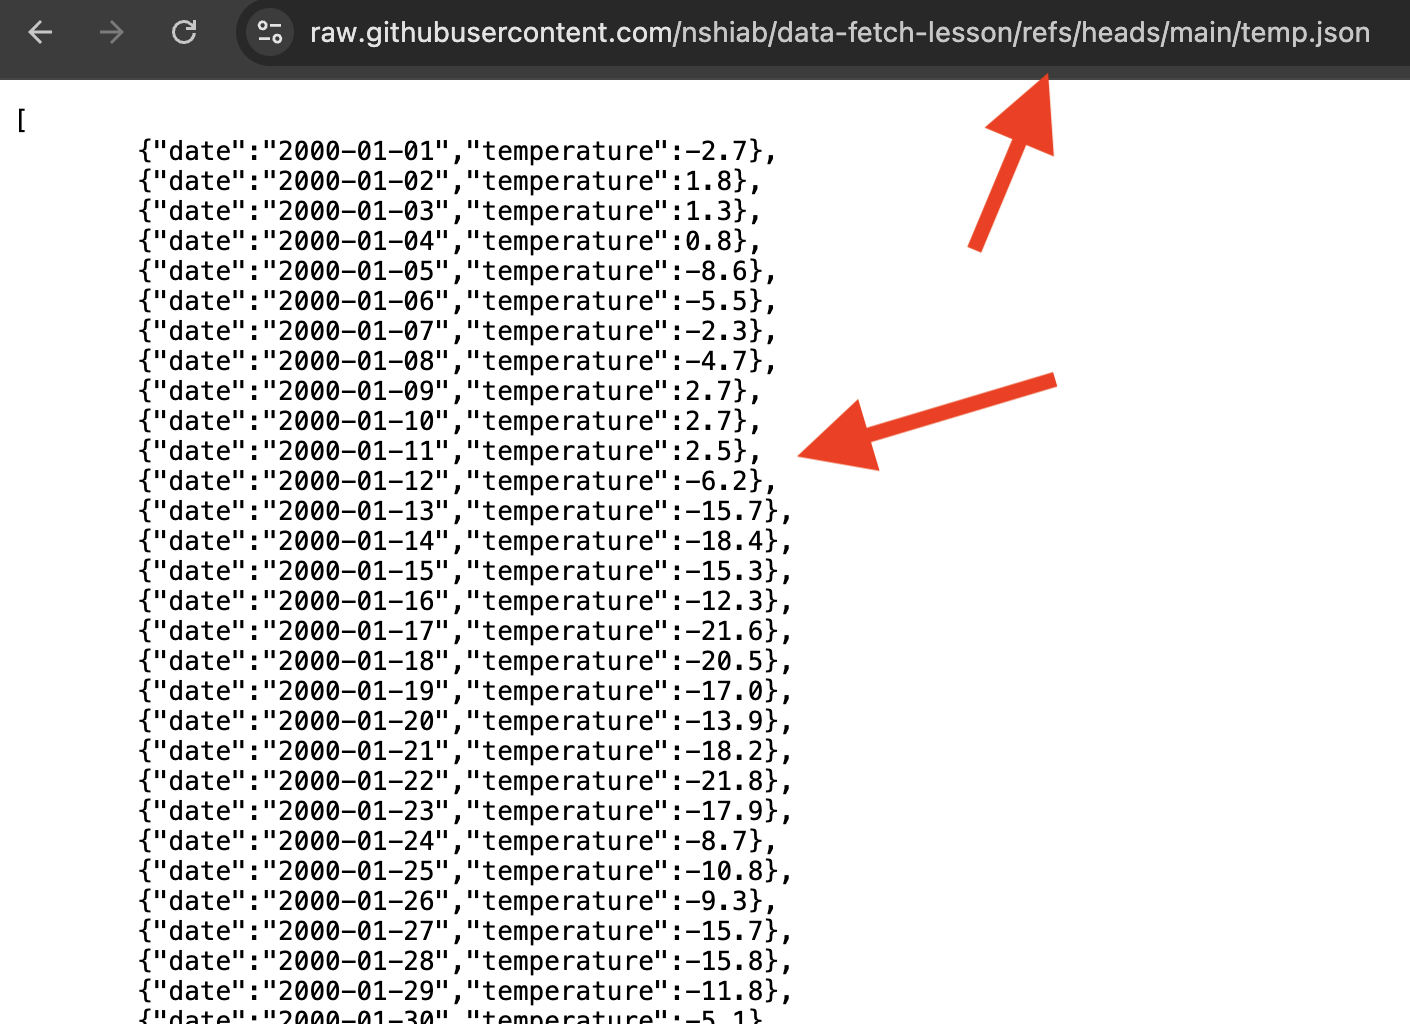 raw.githubusercontent.com/nshiab/data-fetch-lesson/refs/heads/main/temp.json
[
{"date":"2000-01-01","temperature":-2.7},
{"date":"2000-01-02","temperature":1.8},
{"date":"2000-01-03","temperature":1.3},
{"date":"2000-01-04","temperature":0.8},
{"date":"2000-01-05","temperature":-8.6},
{"date":"2000-01-06","temperature":-5.5},
{"date":"2000-01-07","temperature":-2.3},
{"date":"2000-01-08","temperature":-4.7},
{"date":"2000-01-09","temperature":2.7},
{"date":"2000-01-10","temperature":2.7},
{"date":"2000-01-11","temperature":2.5},
{"date":"2000-01-12","temperature":-6.2},
{"date":"2000-01-13","temperature":-15.7},
{"date":"2000-01-14","temperature":-18.4},
{"date":"2000-01-15","temperature":-15.3},
{"date":"2000-01-16","temperature":-12.3},
{"date":"2000-01-17","temperature":-21.6},
{"date":"2000-01-18","temperature":-20.5},
{"date":"2000-01-19","temperature":-17.0},
{"date":"2000-01-20","temperature":-13.9},
{"date":"2000-01-21","temperature":-18.2},
{"date":"2000-01-22","temperature":-21.8},
{"date":"2000-01-23","temperature":-17.9},
{"date":"2000-01-24","temperature":-8.7},
{"date":"2000-01-25","temperature":-10.8},
{"date":"2000-01-26","temperature":-9.3},
{"date":"2000-01-27","temperature":-15.7},
{"date":"2000-01-28","temperature":-15.8},
{"date":"2000-01-29","temperature":-11.8},
{"date":"2000-01-30","temperature":-5.1},